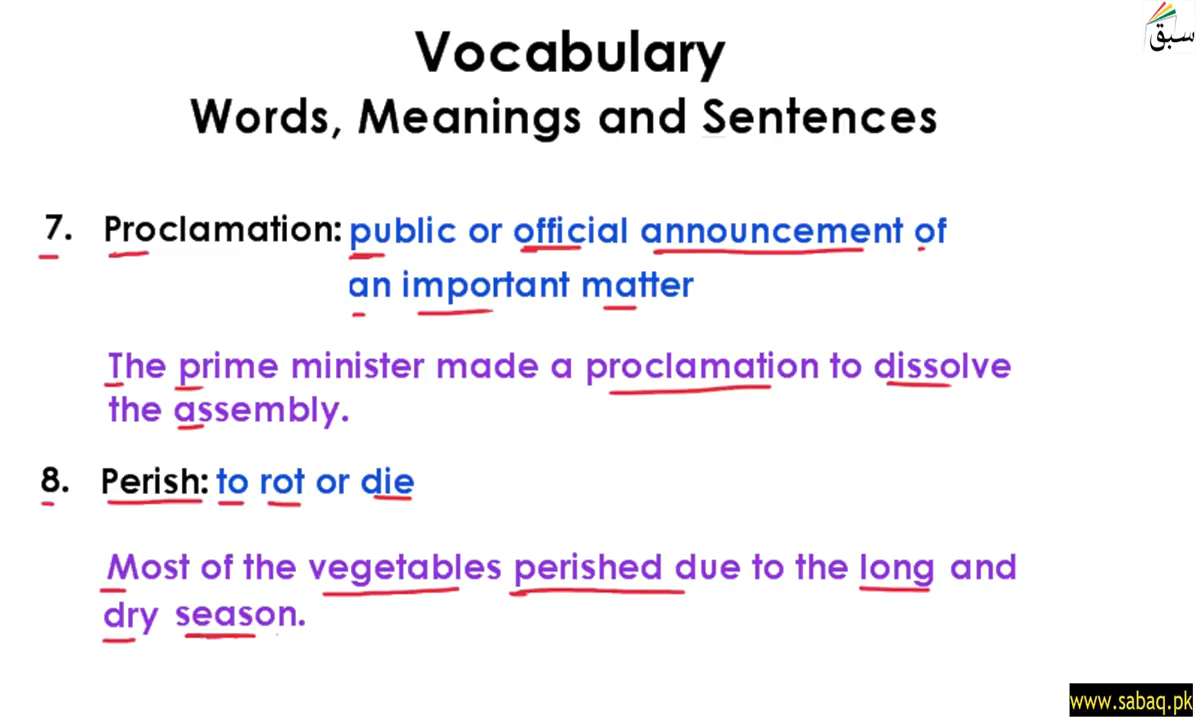 سبق
Vocabulary
Words, Meanings and Sentences
7. Proclamation: public or official announcement of
an important matter
The prime minister made a proclamation to dissolve
the assembly.
8. Perish: to rot or die
Most of the vegetables perished due to the long and
dry season.
www.sabaq.pk